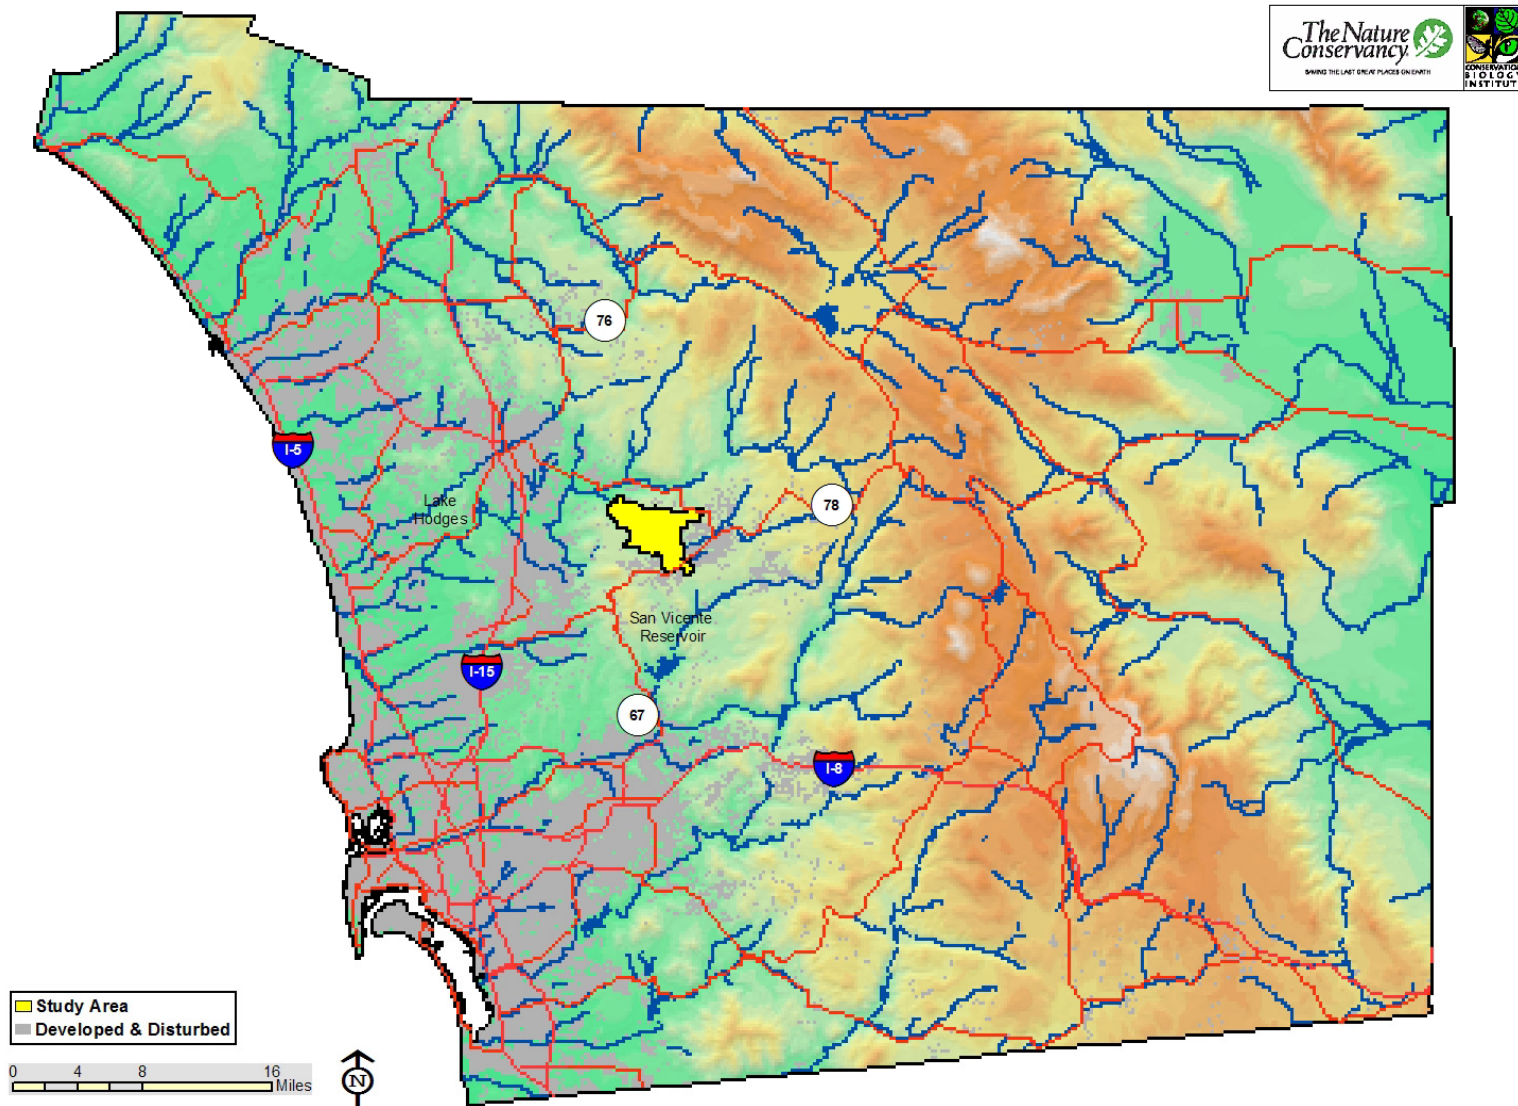 The Nature
Conservancy
SAVING THE LAST GREAT PLACES ON EARTH
CONSERVATION
BIOLOGY
INSTITUTE
76
I-5
Lake
Hodges
78
San Vicente
Reservoir
I-15
67
I-8
Study Area
Developed & Disturbed
0 4 8 16
Miles
N